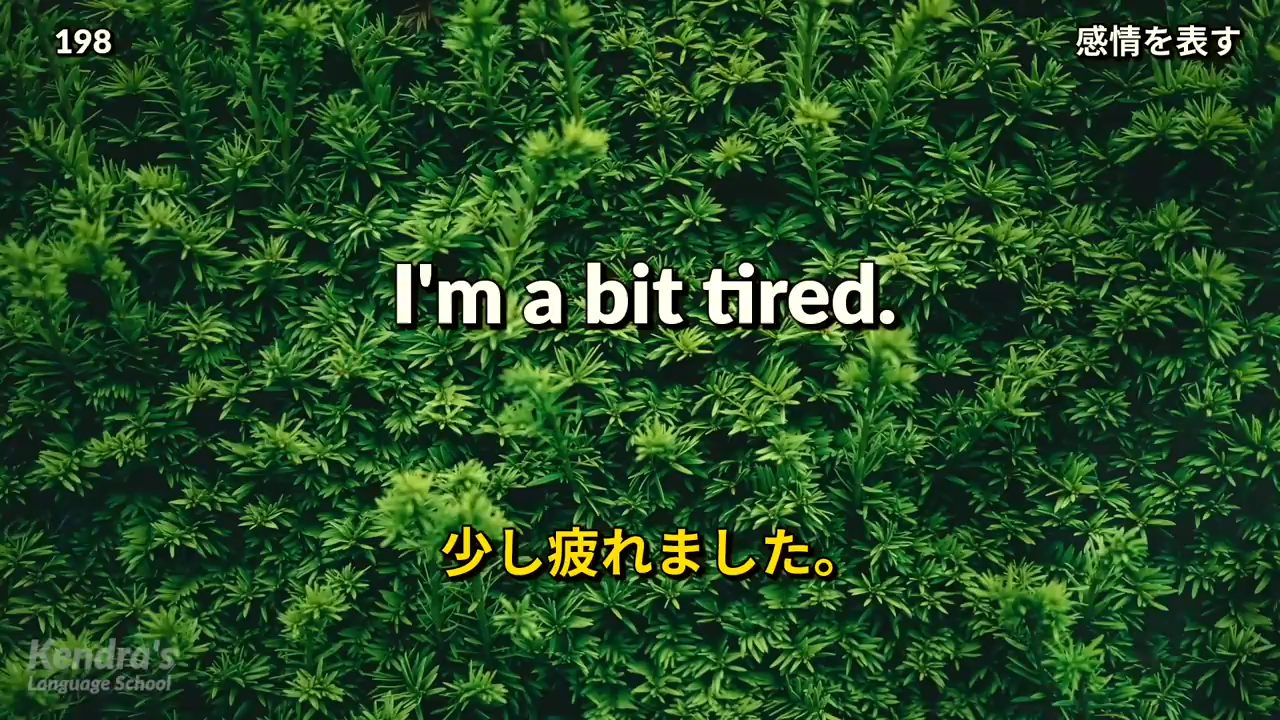 198
感情を表す
I'm a bit tired.
少し疲れました。
Kendra's
Language School